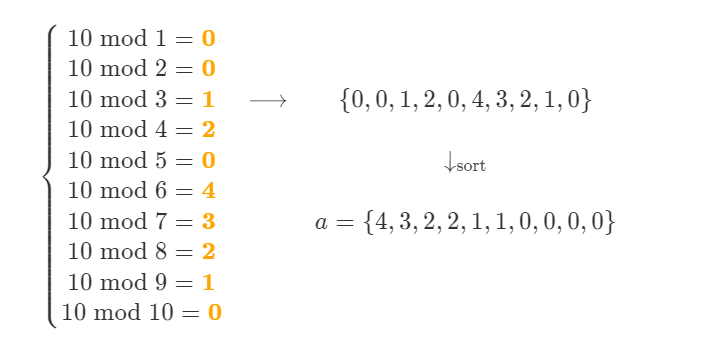 10 mod 1 = 0
10 mod 2 = 0
10 mod 3 = 1
10 mod 4 = 2
10 mod 5 = 0
10 mod 6 = 4
10 mod 7 = 3
10 mod 8 = 2
10 mod 9 = 1
10 mod 10 = 0
⟶ {0, 0, 1, 2, 0, 4, 3, 2, 1, 0}
↓sort
a = {4, 3, 2, 2, 1, 1, 0, 0, 0, 0}